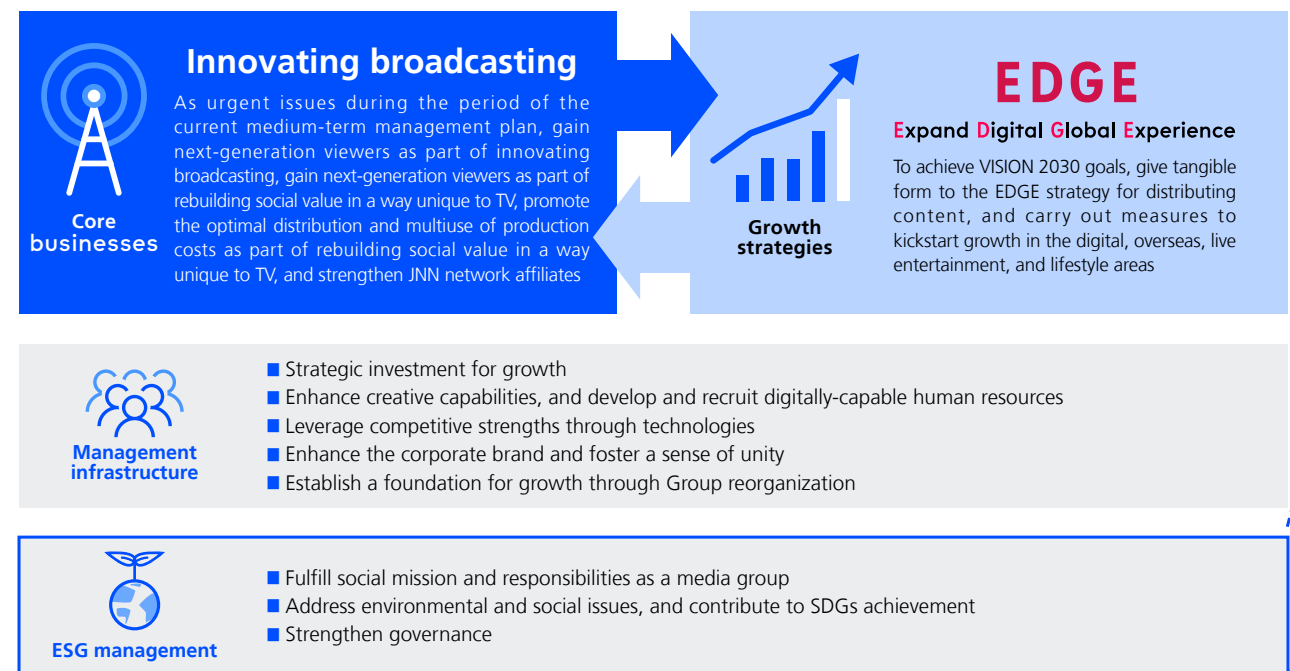 Innovating broadcasting
As urgent issues during the period of the
current medium-term management plan, gain
next-generation viewers as part of innovating
broadcasting, gain next-generation viewers as part of
rebuilding social value in a way unique to TV, promote
the optimal distribution and multiuse of production
costs as part of rebuilding social value in a way
unique to TV, and strengthen JNN network affiliates
Core
businesses
Growth
strategies
EDGE
Expand Digital Global Experience
To achieve VISION 2030 goals, give tangible
form to the EDGE strategy for distributing
content, and carry out measures to
kickstart growth in the digital, overseas, live
entertainment, and lifestyle areas
Management
infrastructure
■ Strategic investment for growth
■ Enhance creative capabilities, and develop and recruit digitally-capable human resources
■ Leverage competitive strengths through technologies
■ Enhance the corporate brand and foster a sense of unity
■ Establish a foundation for growth through Group reorganization
ESG management
■ Fulfill social mission and responsibilities as a media group
■ Address environmental and social issues, and contribute to SDGs achievement
■ Strengthen governance